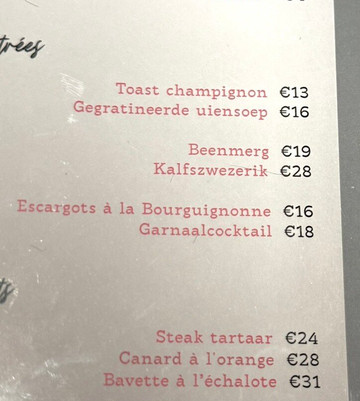 Toast champignon €13
Gegratineerde uiensoep €16
Beenmerg €19
Kalfszwezerik €28
Escargots à la Bourguignonne €16
Garnaalcocktail €18
Steak tartaar €24
Canard à l'orange €28
Bavette à l'échalote €31